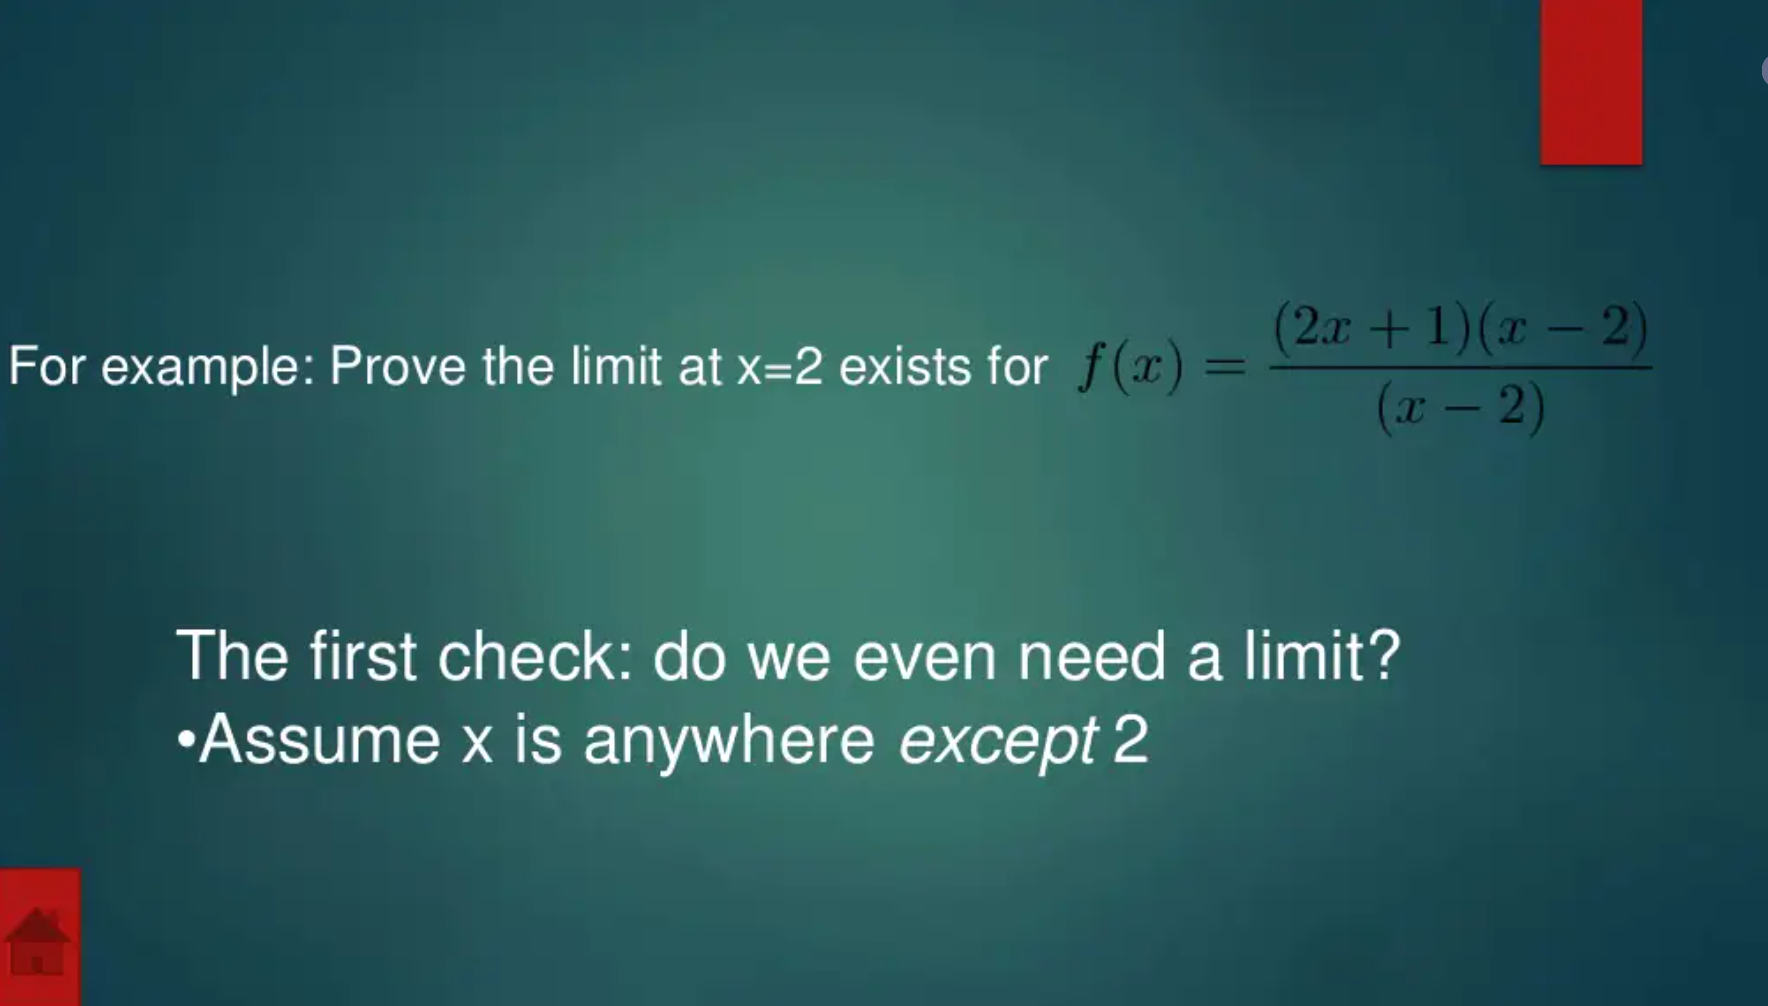 For example: Prove the limit at x=2 exists for f(x) = \frac{(2x + 1)(x - 2)}{(x - 2)}
The first check: do we even need a limit?
•Assume x is anywhere except 2